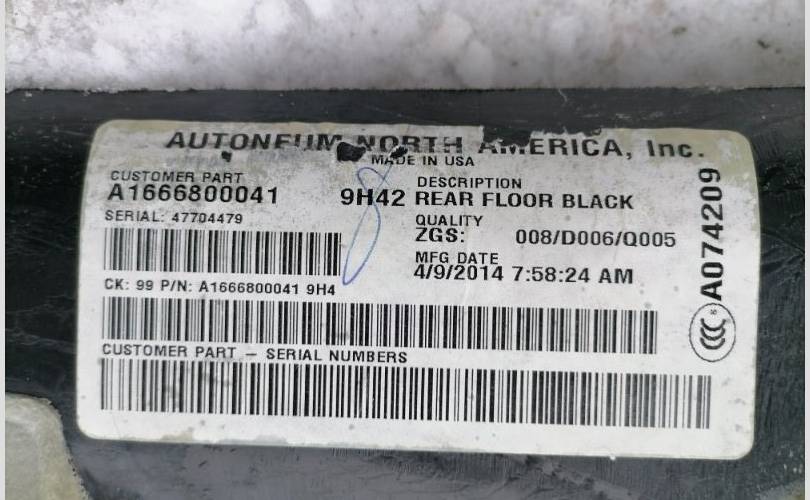 AUTONEUM NORTH AMERICA, Inc.
MADE IN USA
CUSTOMER PART
A1666800041 9H42
SERIAL: 47704479
DESCRIPTION
REAR FLOOR BLACK
QUALITY
ZGS: 008/D006/Q005
MFG DATE
4/9/2014 7:58:24 AM
CK: 99 P/N: A1666800041 9H4
CUSTOMER PART – SERIAL NUMBERS
A074209
CCC S